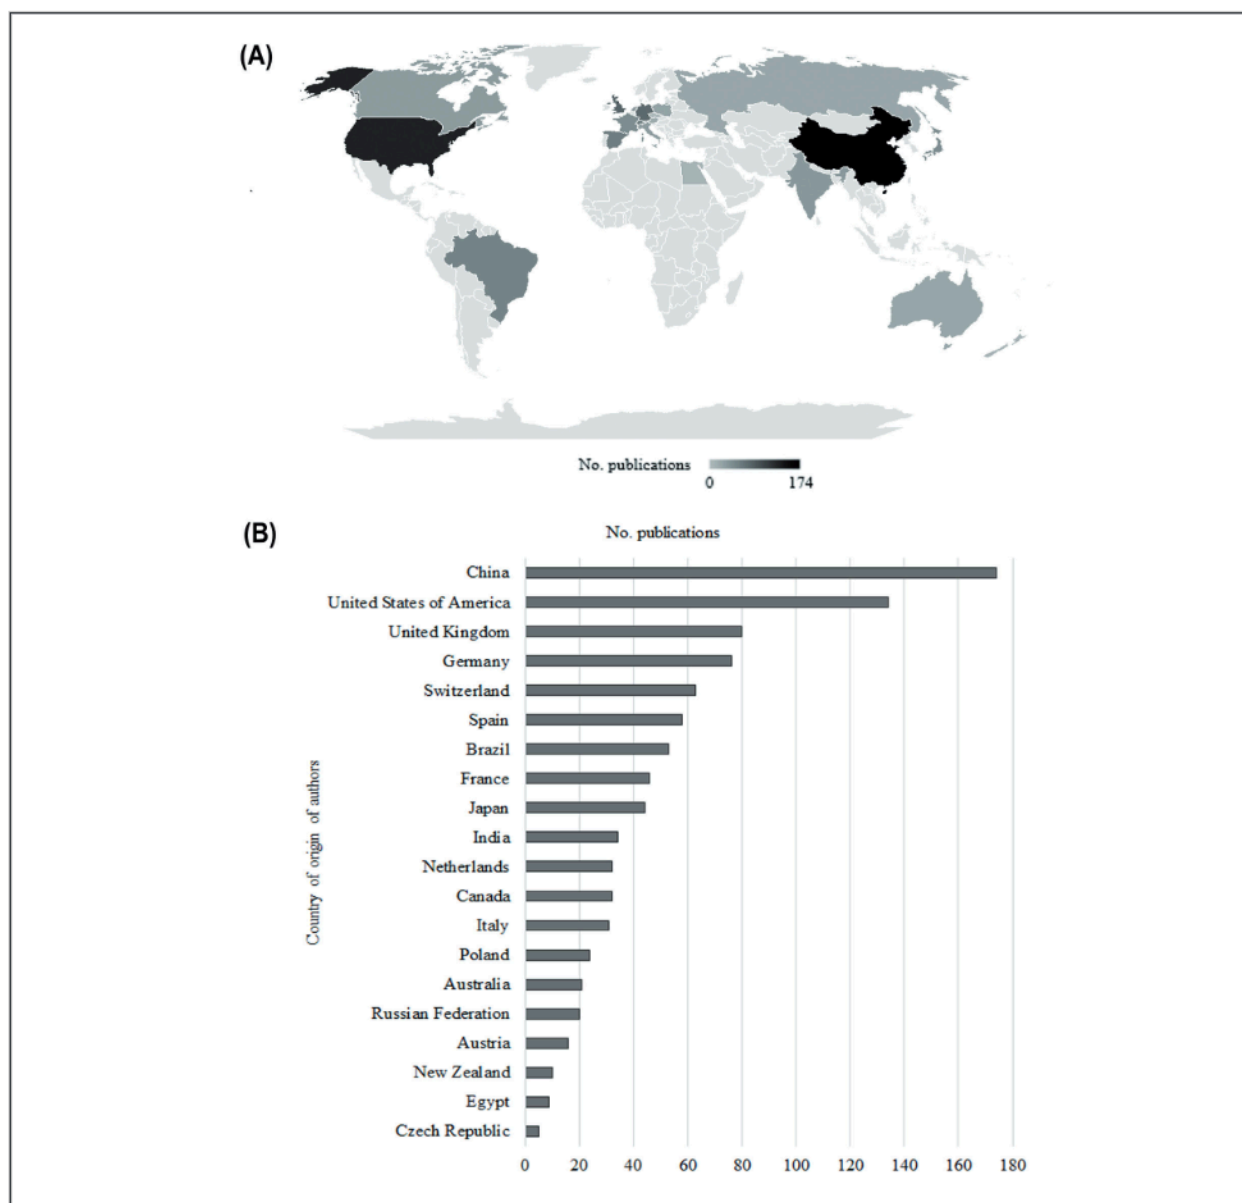 (A)
No. publications
0 174
(B)
No. publications
China
United States of America
United Kingdom
Germany
Switzerland
Spain
Brazil
France
Japan
India
Netherlands
Canada
Italy
Poland
Australia
Russian Federation
Austria
New Zealand
Egypt
Czech Republic
Country of origin of authors
0 20 40 60 80 100 120 140 160 180